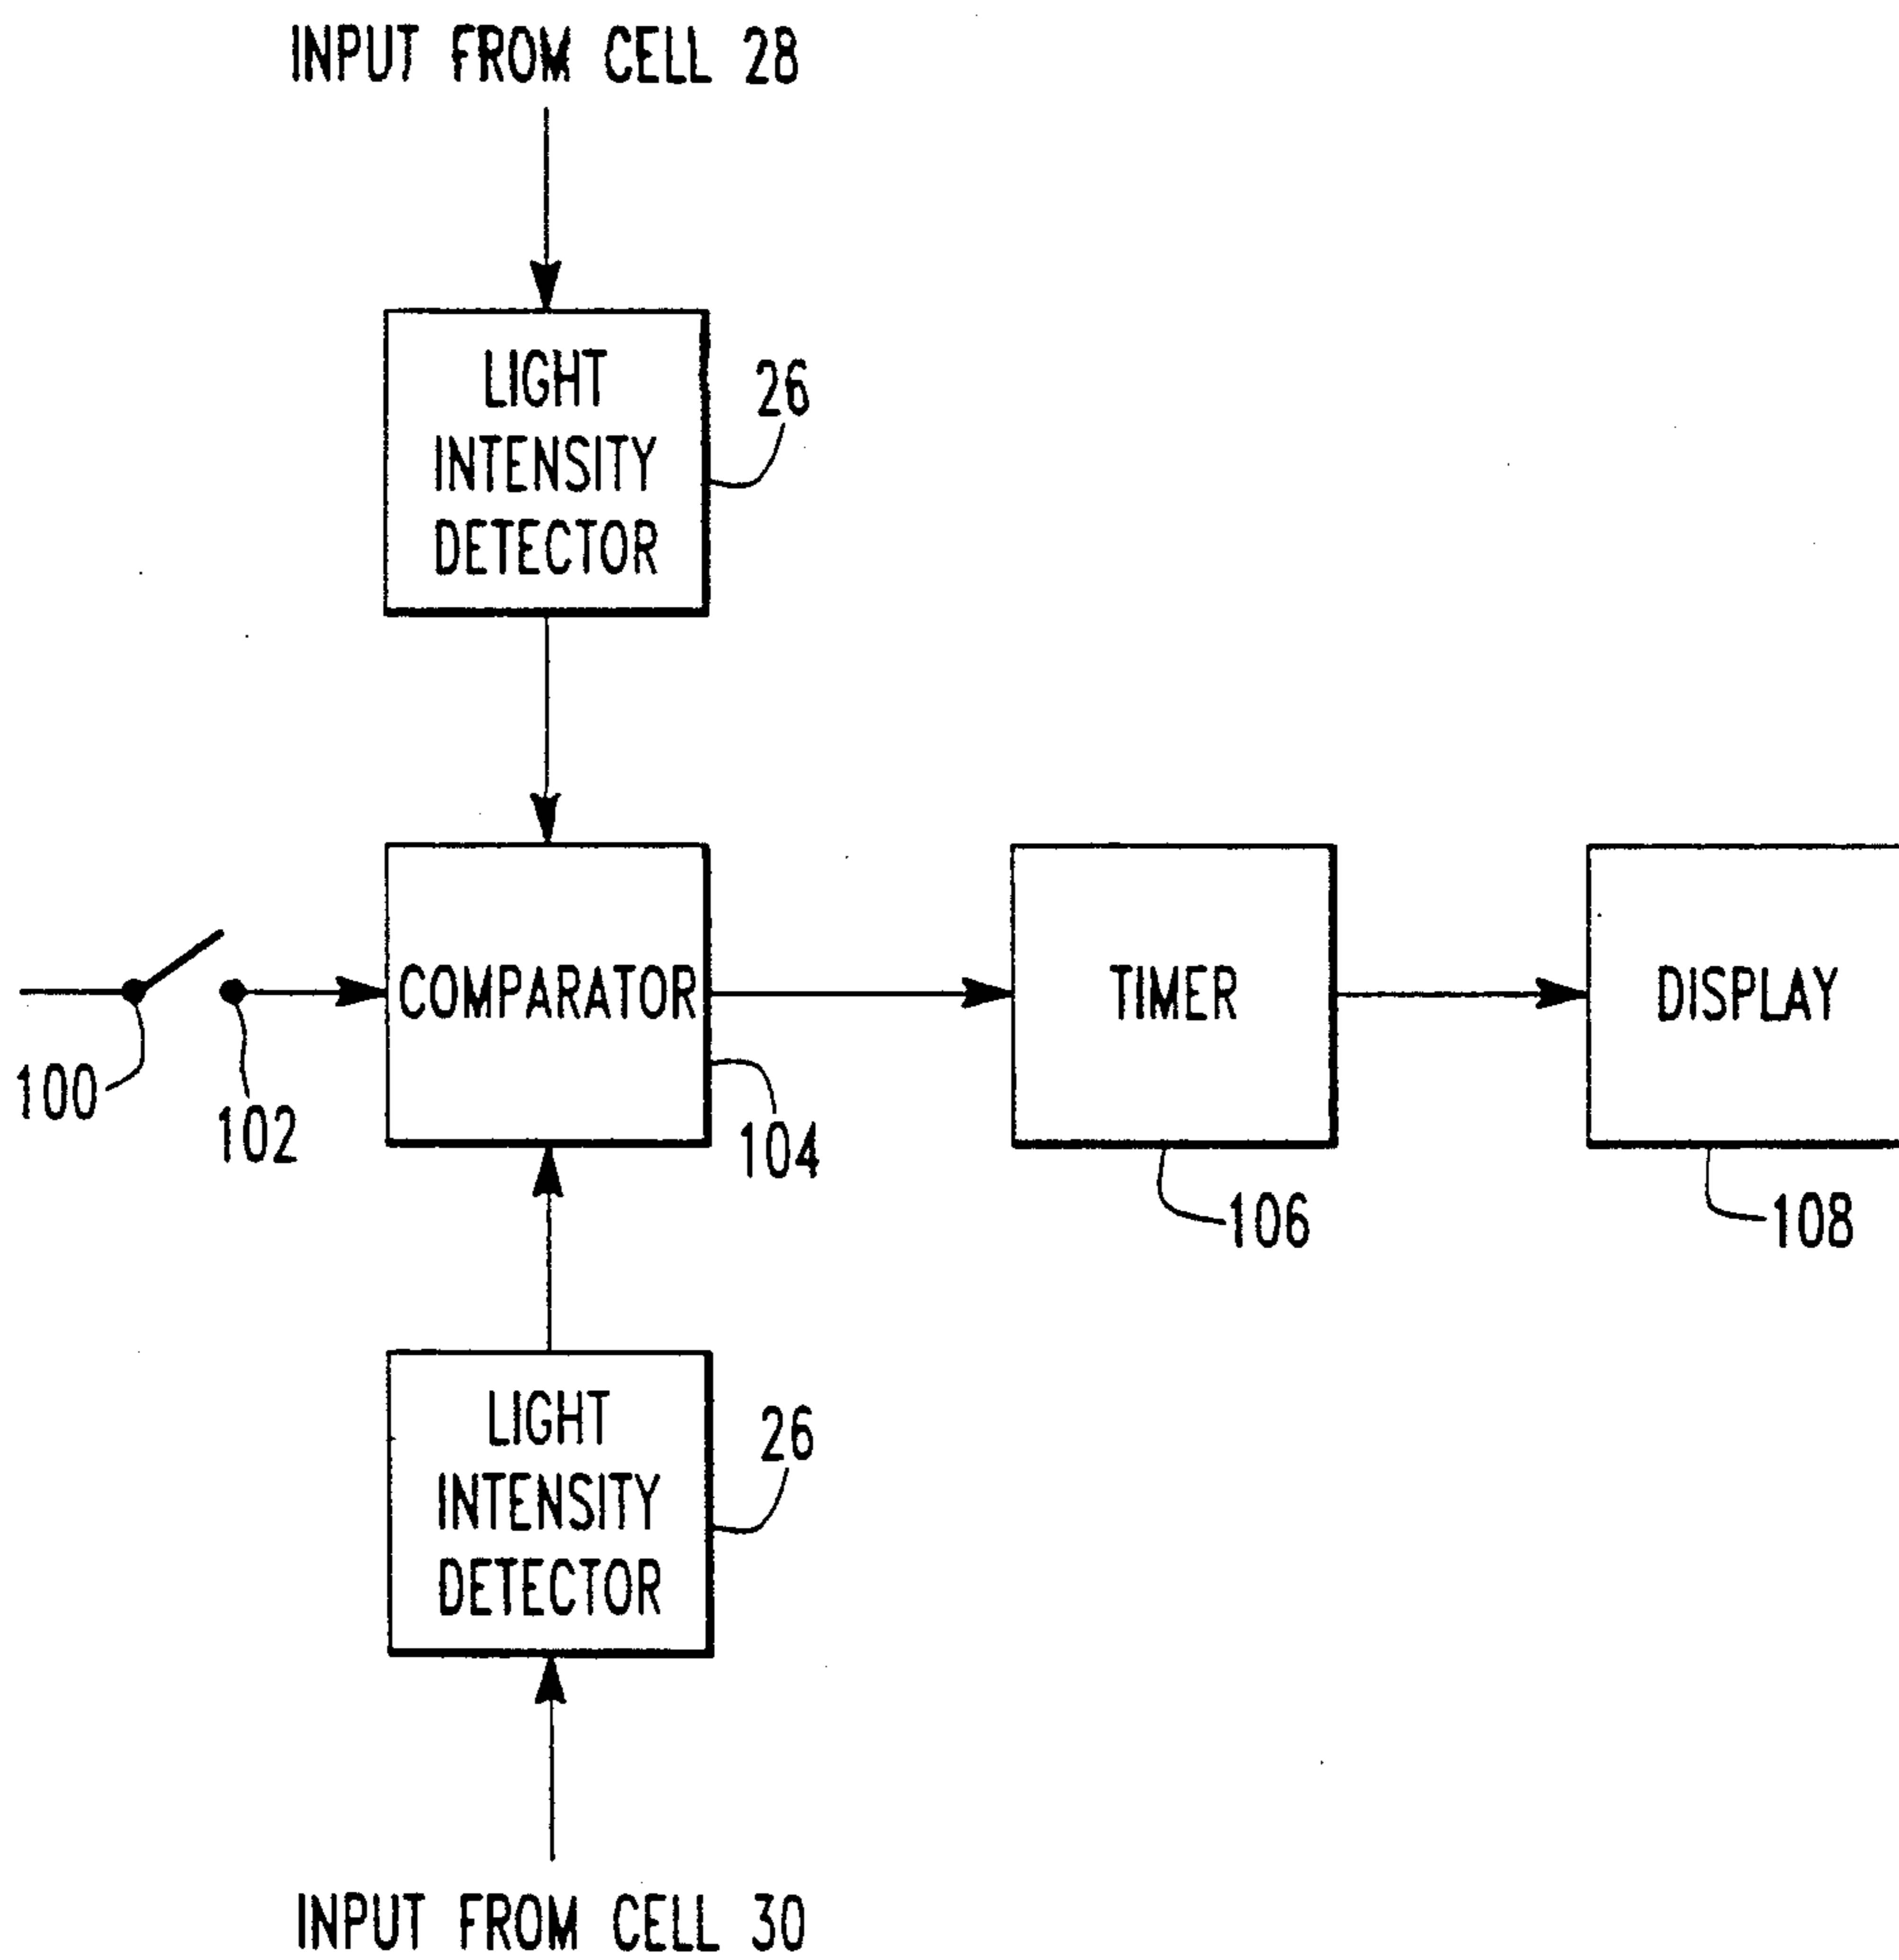 INPUT FROM CELL 28
LIGHT
INTENSITY
DETECTOR
26
COMPARATOR
TIMER
DISPLAY
100
102
104
106
108
LIGHT
INTENSITY
DETECTOR
26
INPUT FROM CELL 30